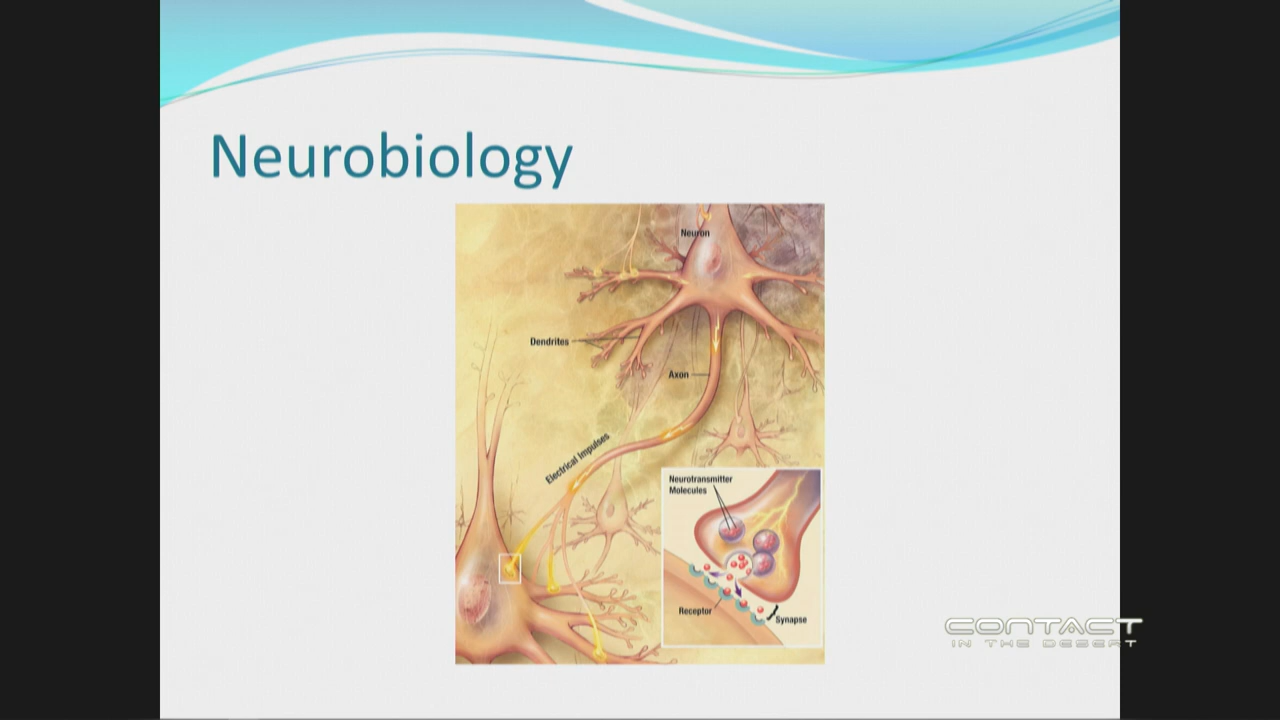 Neurobiology
Neuron
Dendrites
Axon
Electrical Impulses
Neurotransmitter
Molecules
Receptor
Synapse
CONTACT
IN THE DESERT